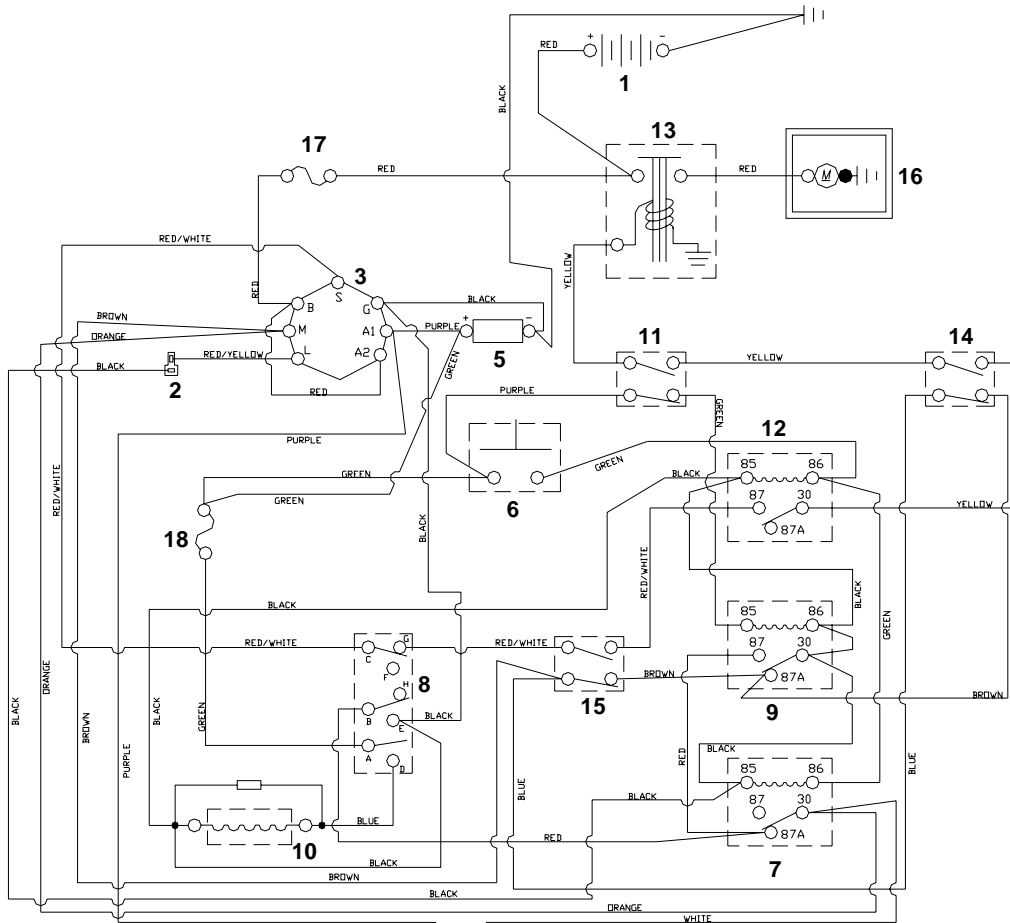 + −
RED
1
BLACK
13
17
RED
RED
M
16
RED/WHITE
3
S
YELLOW
RED
B
G
BLACK
BROWN
M
A1
PURPLE
+ −
ORANGE
L
A2
RED/YELLOW
GREEN
5
11
YELLOW
14
BLACK
2
RED
PURPLE
GREEN
PURPLE
12
GREEN
GREEN
BLACK
85 86
RED/WHITE
GREEN
6
87 30
YELLOW
BLACK
18
87A
RED/WHITE
BLACK
BLACK
85 86
GREEN
RED/WHITE
G
RED/WHITE
C
87 30
F
ORANGE
8
H
BROWN
87A
BROWN
BLACK
BROWN
PURPLE
BLACK
GREEN
B
E
BLACK
15
9
A
D
BLACK
RED
BLUE
85 86
BLUE
BLACK
87 30
BLUE
10
RED
87A
BLACK
7
BROWN
BLACK
ORANGE
WHITE